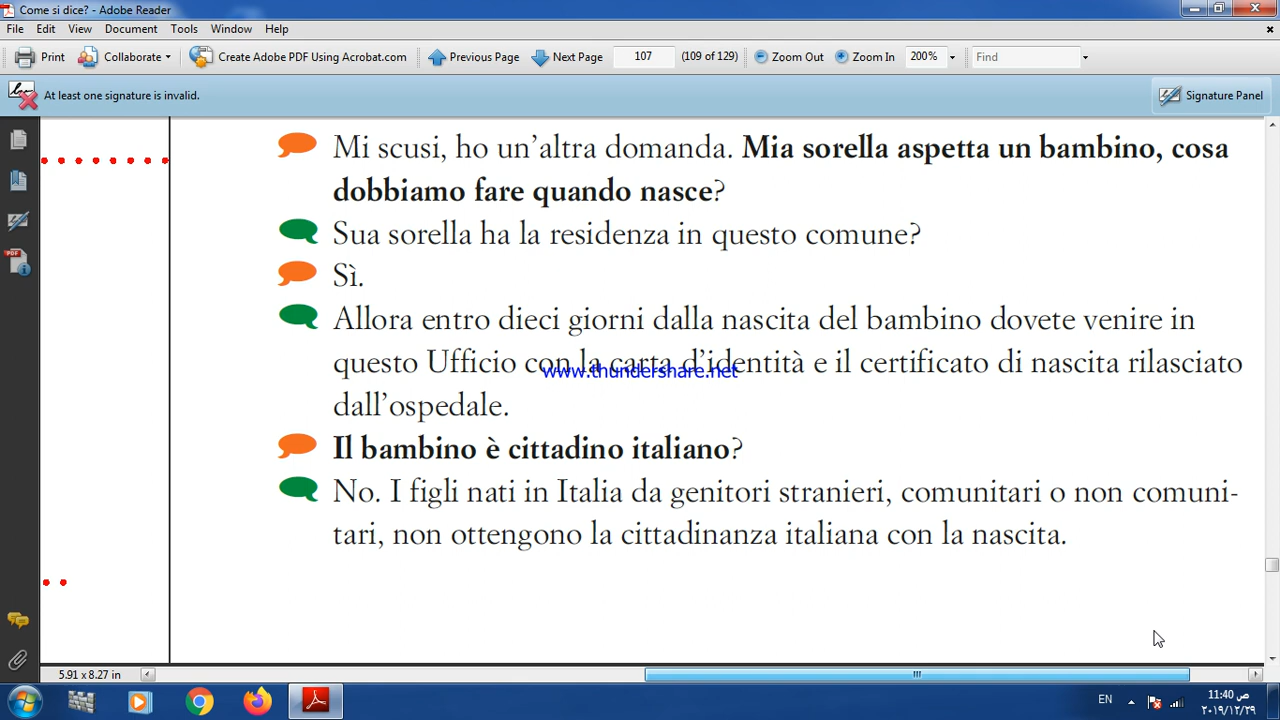 Come si dice? - Adobe Reader
File Edit View Document Tools Window Help
Print Collaborate Create Adobe PDF Using Acrobat.com Previous Page Next Page 107 (109 of 129) Zoom Out Zoom In 200% Find
At least one signature is invalid. Signature Panel
Mi scusi, ho un'altra domanda. Mia sorella aspetta un bambino, cosa
dobbiamo fare quando nasce?
Sua sorella ha la residenza in questo comune?
Sì.
Allora entro dieci giorni dalla nascita del bambino dovete venire in
questo Ufficio con la carta d'identità e il certificato di nascita rilasciato
www.thundershare.net
dall'ospedale.
Il bambino è cittadino italiano?
No. I figli nati in Italia da genitori stranieri, comunitari o non comuni-
tari, non ottengono la cittadinanza italiana con la nascita.
5.91 x 8.27 in
EN 11:40 ص
٢٠١٩/١٢/٢٩